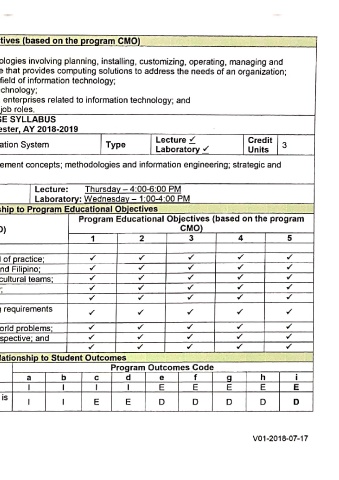 tives (based on the program CMO)
ologies involving planning, installing, customizing, operating, managing and
e that provides computing solutions to address the needs of an organization;
field of information technology;
chnology;
enterprises related to information technology; and
job roles.
SE SYLLABUS
ester, AY 2018-2019
ation System Type Lecture ✓ Laboratory ✓ Credit Units 3
ement concepts; methodologies and information engineering; strategic and
Lecture: Thursday – 4:00-6:00 PM
Laboratory: Wednesday – 1:00-4:00 PM
ship to Program Educational Objectives
O) Program Educational Objectives (based on the program CMO)
1 2 3 4 5
l of practice; ✓ ✓ ✓ ✓ ✓
nd Filipino; ✓ ✓ ✓ ✓ ✓
cultural teams; ✓ ✓ ✓ ✓ ✓
✓ ✓ ✓ ✓ ✓
✓ ✓ ✓ ✓ ✓
g requirements ✓ ✓ ✓ ✓ ✓
orld problems; ✓ ✓ ✓ ✓ ✓
spective; and ✓ ✓ ✓ ✓ ✓
✓ ✓ ✓ ✓ ✓
lationship to Student Outcomes
Program Outcomes Code
a b c d e f g h i
I I I I E E E E E
is I I E E D D D D D
V01-2018-07-17